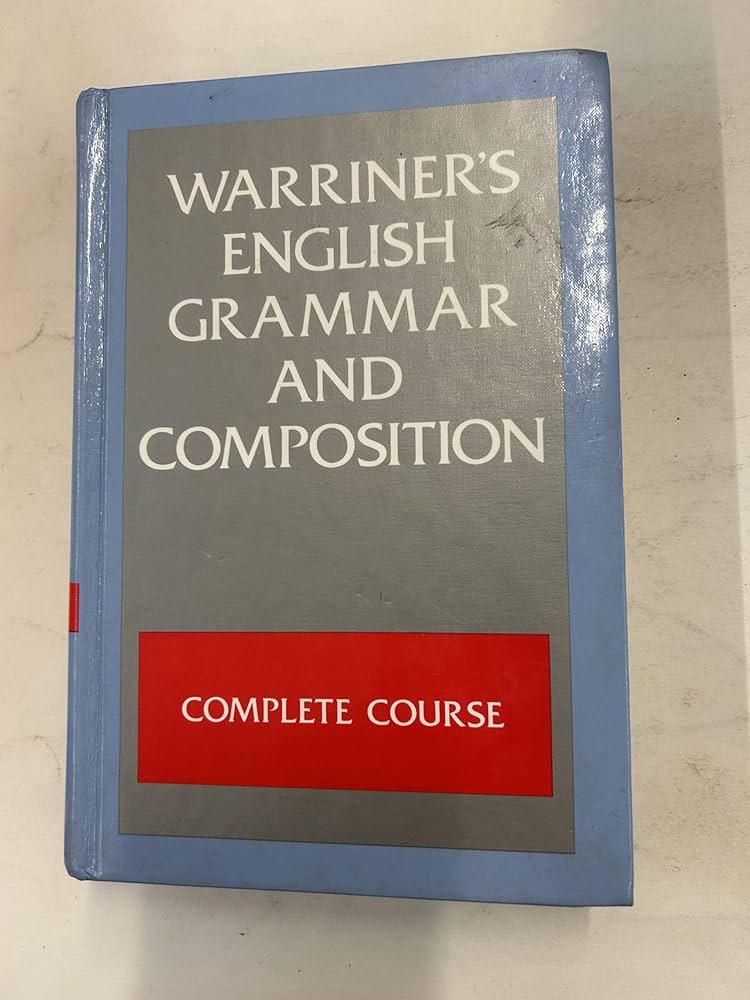 WARRINER'S
ENGLISH
GRAMMAR
AND
COMPOSITION
COMPLETE COURSE